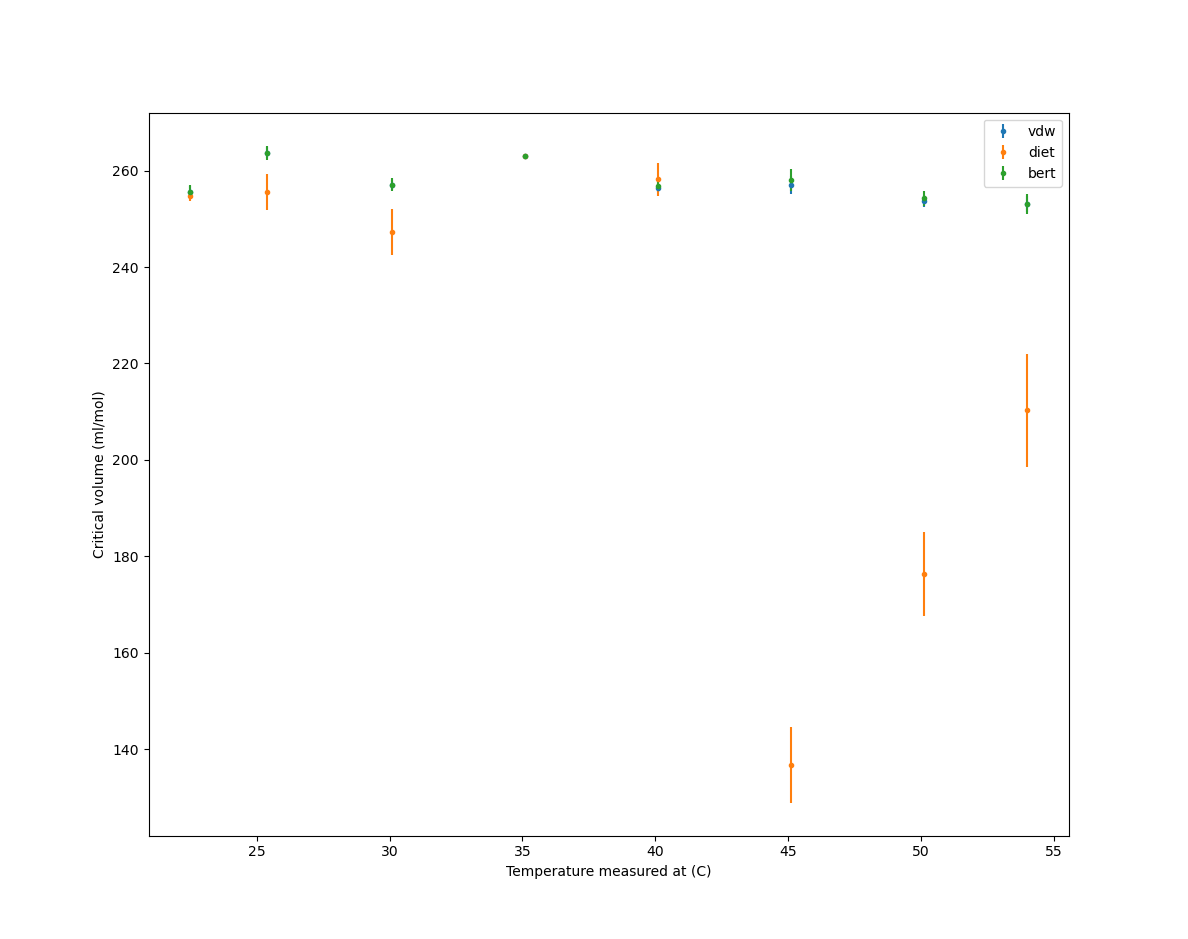 vdw
diet
bert
260
240
220
200
180
160
140
Critical volume (ml/mol)
25 30 35 40 45 50 55
Temperature measured at (C)